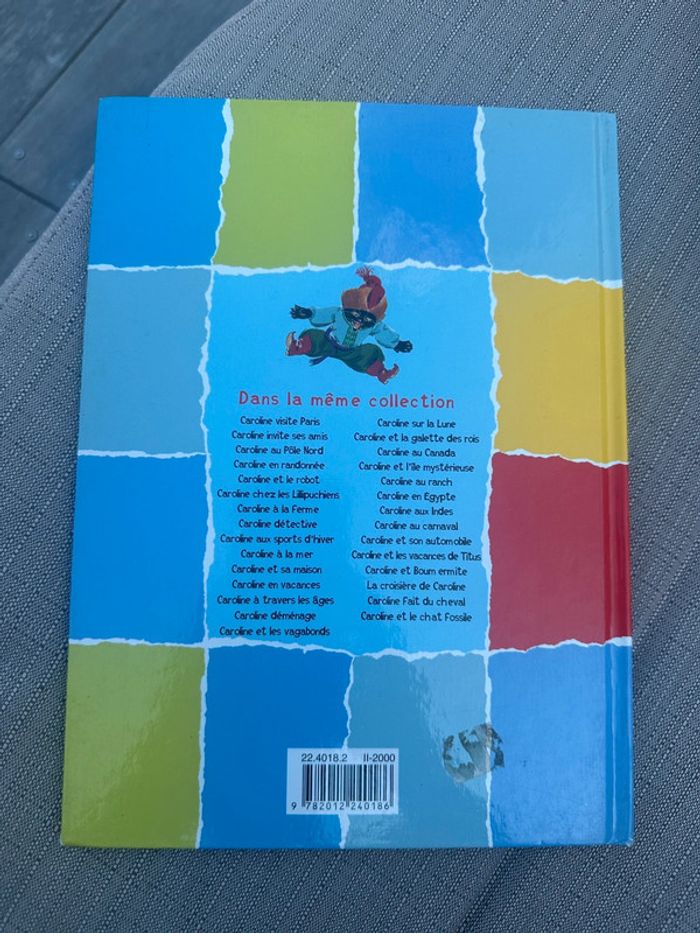 Dans la même collection
Caroline visite Paris
Caroline invite ses amis
Caroline au Pôle Nord
Caroline en randonnée
Caroline et le robot
Caroline chez les Lillipuchiens
Caroline à la Ferme
Caroline détective
Caroline aux sports d'hiver
Caroline à la mer
Caroline et sa maison
Caroline en vacances
Caroline à travers les âges
Caroline déménage
Caroline et les vagabonds
Caroline sur la Lune
Caroline et la galette des rois
Caroline au Canada
Caroline et l'île mystérieuse
Caroline au ranch
Caroline en Égypte
Caroline aux Indes
Caroline au carnaval
Caroline et son automobile
Caroline et les vacances de Titus
Caroline et Boum ermite
La croisière de Caroline
Caroline Fait du cheval
Caroline et le chat Fossile
22.4018.2 II-2000
9 782012 240186